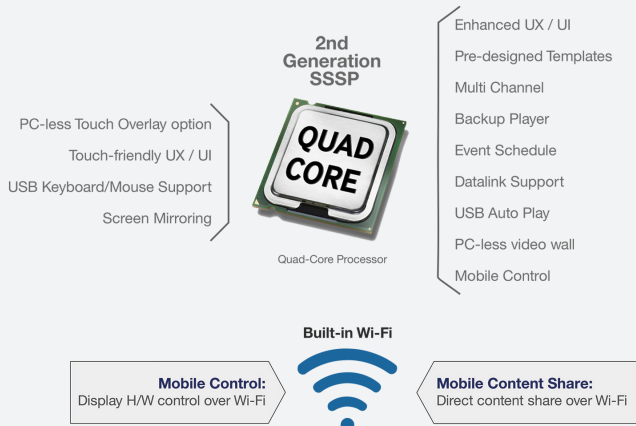 2nd
Generation
SSSP
PC-less Touch Overlay option
Touch-friendly UX / UI
USB Keyboard/Mouse Support
Screen Mirroring
QUAD
CORE
Quad-Core Processor
Enhanced UX / UI
Pre-designed Templates
Multi Channel
Backup Player
Event Schedule
Datalink Support
USB Auto Play
PC-less video wall
Mobile Control
Built-in Wi-Fi
Mobile Control:
Display H/W control over Wi-Fi
Mobile Content Share:
Direct content share over Wi-Fi